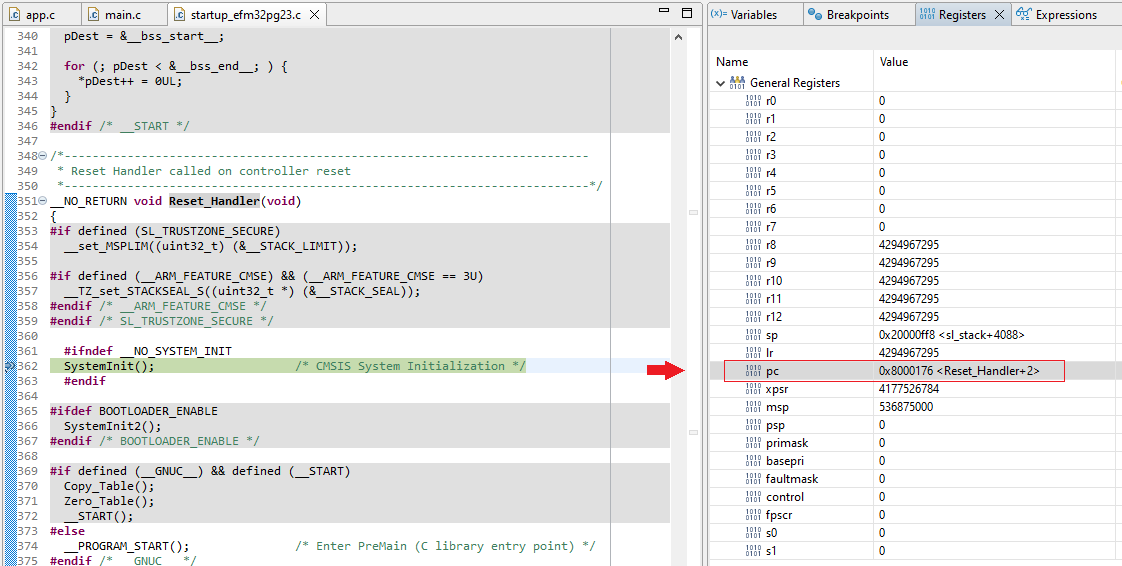 app.c main.c startup_efm32pg23.c
340 pDest = &__bss_start__;
341
342 for (; pDest < &__bss_end__; ) {
343 *pDest++ = 0UL;
344 }
345 }
346 #endif /* __START */
347
348 /*---------------------------------------------------------------------------
349 * Reset Handler called on controller reset
350 *---------------------------------------------------------------------------*/
351 __NO_RETURN void Reset_Handler(void)
352 {
353 #if defined (SL_TRUSTZONE_SECURE)
354 __set_MSPLIM((uint32_t) (&__STACK_LIMIT));
355
356 #if defined (__ARM_FEATURE_CMSE) && (__ARM_FEATURE_CMSE == 3U)
357 __TZ_set_STACKSEAL_S((uint32_t *) (&__STACK_SEAL));
358 #endif /* __ARM_FEATURE_CMSE */
359 #endif /* SL_TRUSTZONE_SECURE */
360
361 #ifndef __NO_SYSTEM_INIT
362 SystemInit(); /* CMSIS System Initialization */
363 #endif
364
365 #ifdef BOOTLOADER_ENABLE
366 SystemInit2();
367 #endif /* BOOTLOADER_ENABLE */
368
369 #if defined (__GNUC__) && defined (__START)
370 Copy_Table();
371 Zero_Table();
372 __START();
373 #else
374 __PROGRAM_START(); /* Enter PreMain (C library entry point) */
375 #endif /* __GNUC__ */
(x)= Variables Breakpoints Registers Expressions
Name Value
General Registers
r0 0
r1 0
r2 0
r3 0
r4 0
r5 0
r6 0
r7 0
r8 4294967295
r9 4294967295
r10 4294967295
r11 4294967295
r12 4294967295
sp 0x20000ff8 <sl_stack+4088>
lr 4294967295
pc 0x8000176 <Reset_Handler+2>
xpsr 4177526784
msp 536875000
psp 0
primask 0
basepri 0
faultmask 0
control 0
fpscr 0
s0 0
s1 0